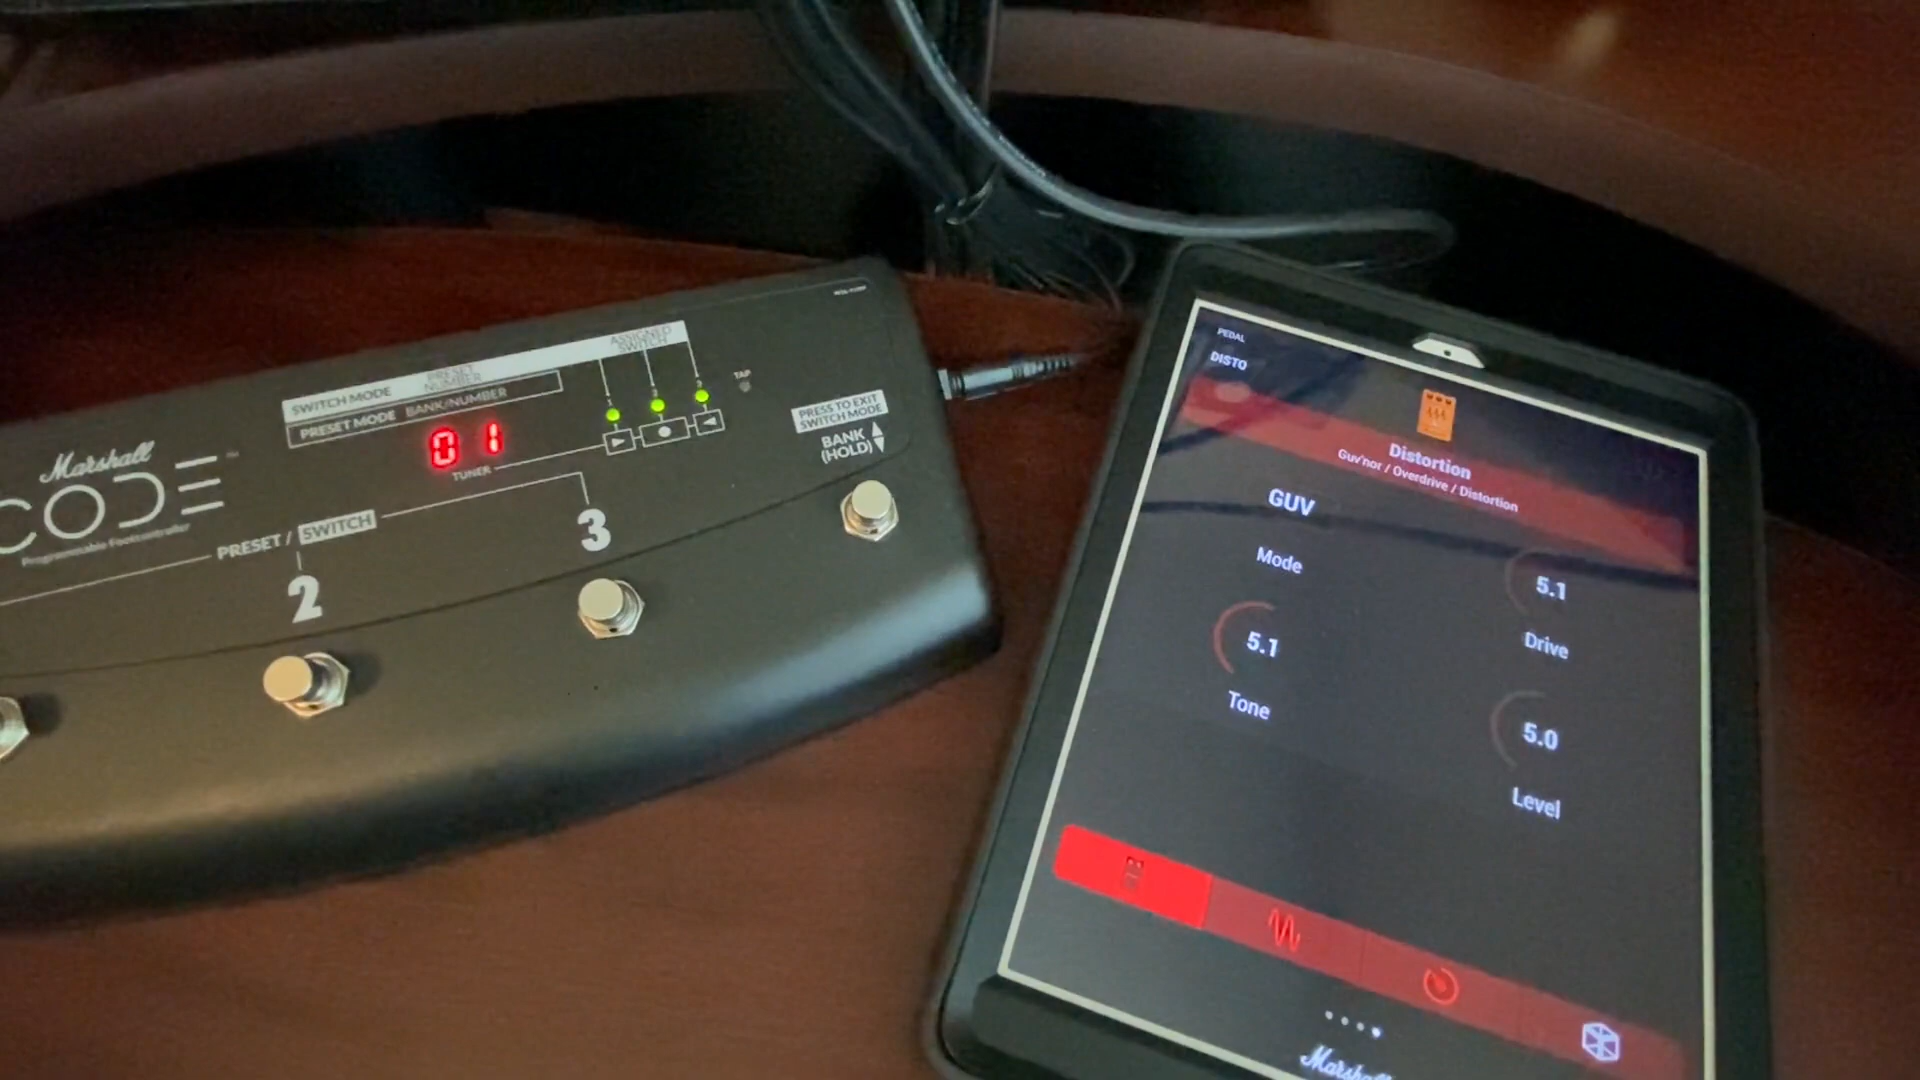 ASSIGNED
SWITCH
SWITCH MODE
PRESET
NUMBER
PRESET MODE BANK/NUMBER
1
2
3
TAP
01
TUNER
PRESS TO EXIT
SWITCH MODE
BANK
(HOLD)
Marshall
CODE
Programmable Footcontroller
PRESET / SWITCH
2
3
PEDAL
DISTO
Distortion
Guv'nor / Overdrive / Distortion
GUV
Mode
5.1
Drive
5.1
Tone
5.0
Level
Marshall